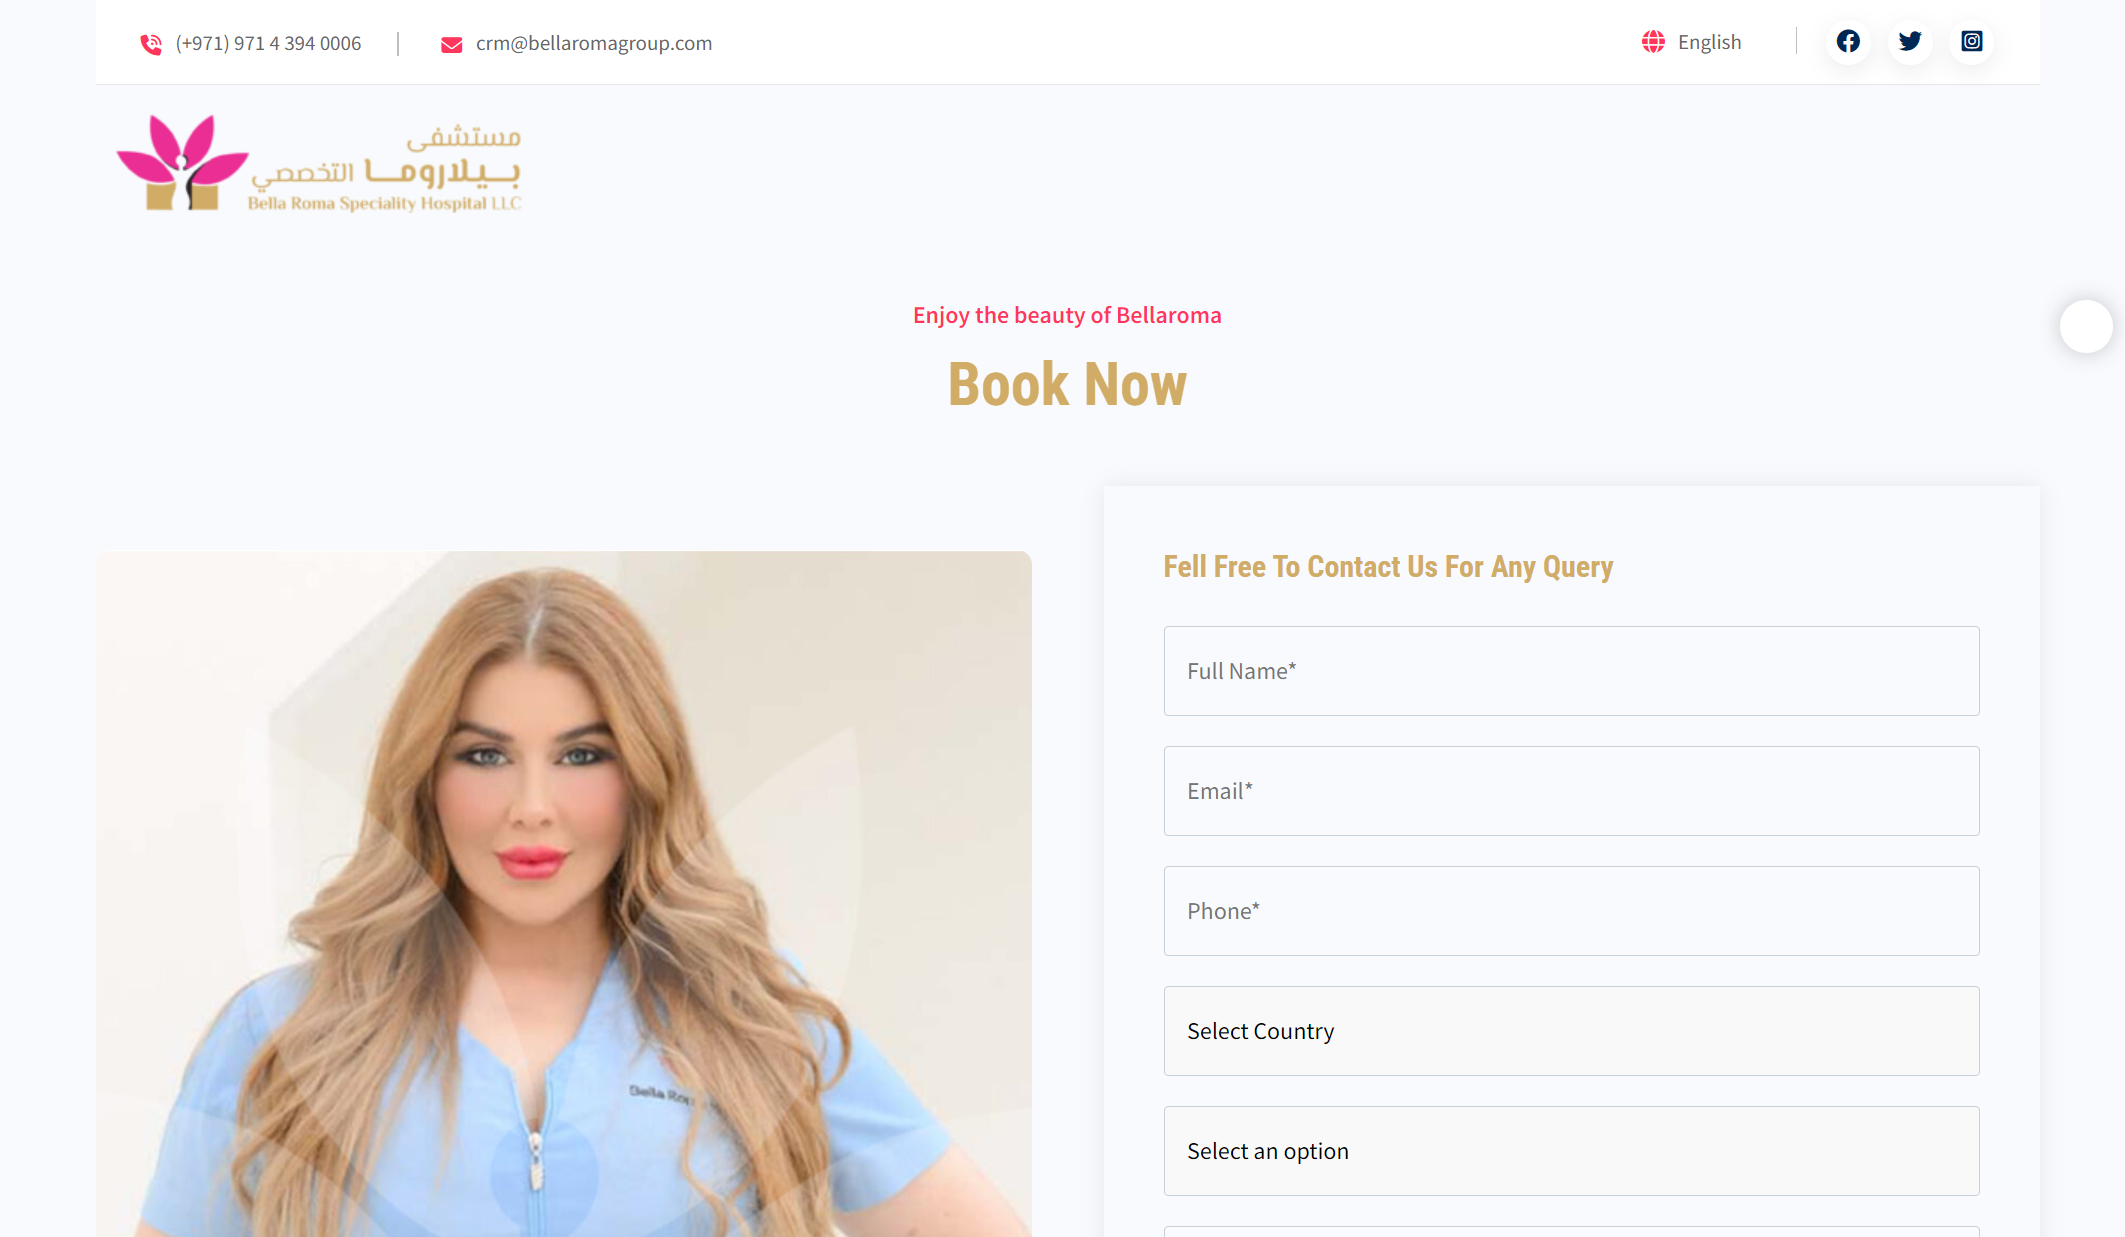 (+971) 971 4 394 0006
crm@bellaromagroup.com
English
مستشفى
بيلاروما التخصصي
Bella Roma Speciality Hospital LLC
Enjoy the beauty of Bellaroma
Book Now
Fell Free To Contact Us For Any Query
Full Name*
Email*
Phone*
Select Country
Select an option
Bella Ro